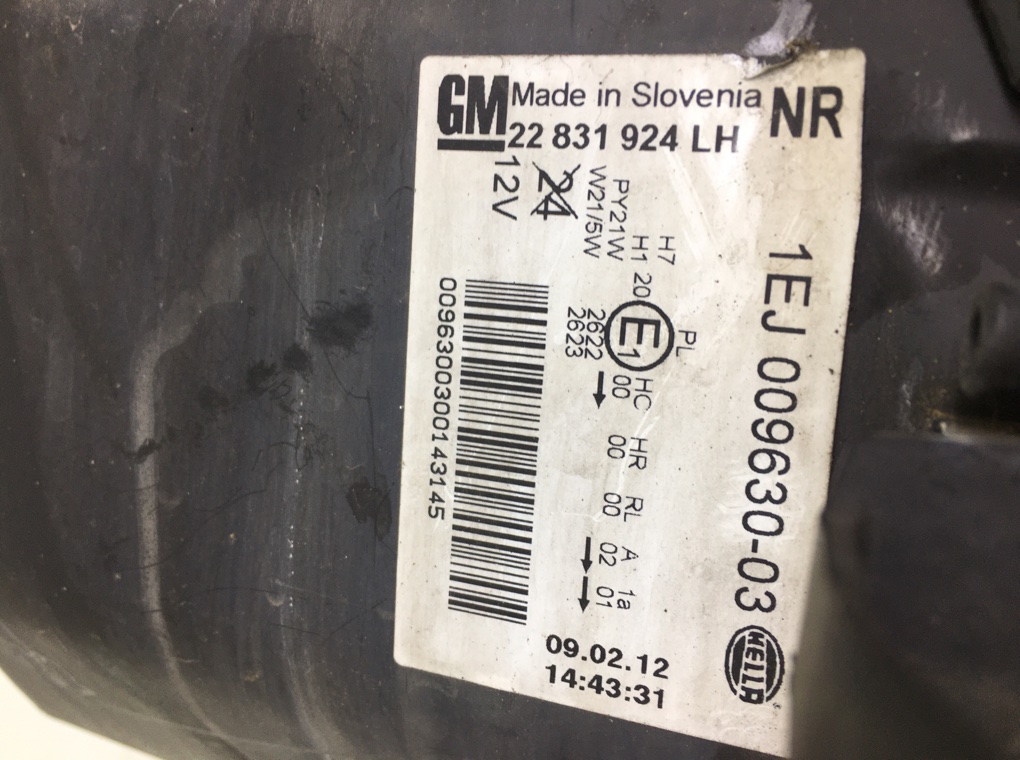 GM Made in Slovenia NR
22 831 924 LH
1EJ 009630-03
HELLA
PL
H7 HC HR RL A 1a
H1 20 E1 00 00 00 02 01
PY21W 2622 → → →
W21/5W 2623
24
12V
0096300300143145
09.02.12
14:43:31